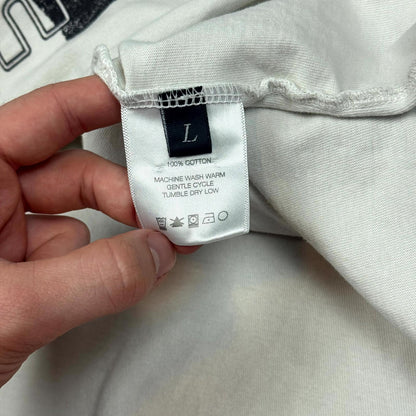 L
100% COTTON
MACHINE WASH WARM
GENTLE CYCLE
TUMBLE DRY LOW